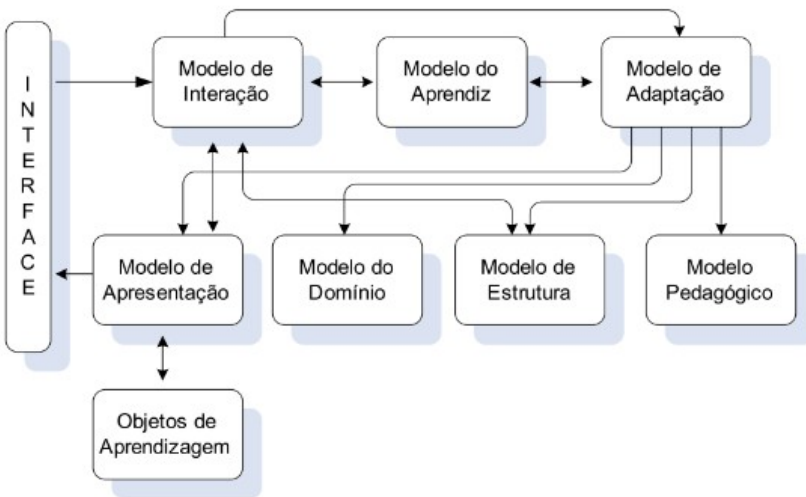 INTERFACE
Modelo de
Interação
Modelo do
Aprendiz
Modelo de
Adaptação
Modelo de
Apresentação
Modelo do
Domínio
Modelo de
Estrutura
Modelo
Pedagógico
Objetos de
Aprendizagem